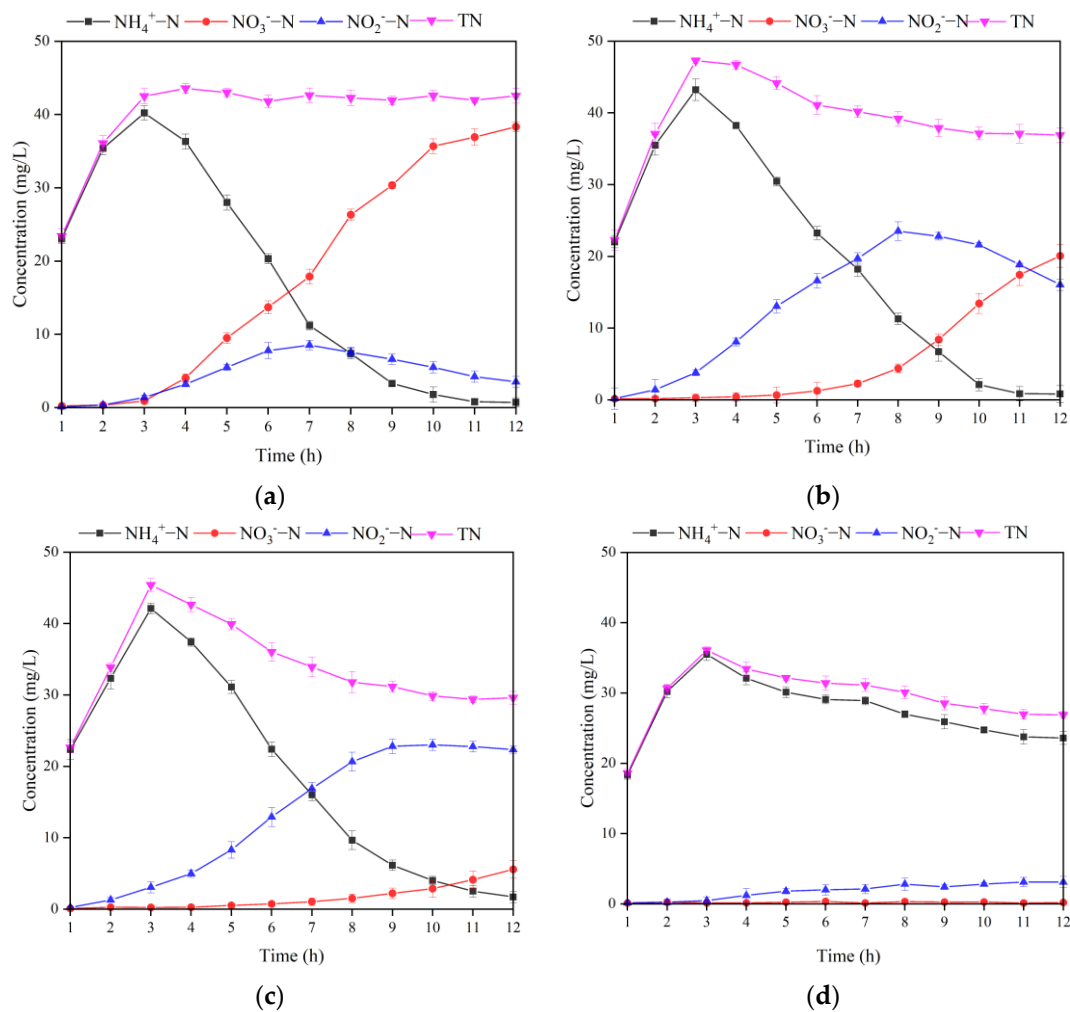 NH₄⁺–N NO₃⁻–N NO₂⁻–N TN
50
40
30
20
10
0
Concentration (mg/L)
1 2 3 4 5 6 7 8 9 10 11 12
Time (h)
(a)
NH₄⁺–N NO₃⁻–N NO₂⁻–N TN
50
40
30
20
10
0
Concentration (mg/L)
1 2 3 4 5 6 7 8 9 10 11 12
Time (h)
(b)
NH₄⁺–N NO₃⁻–N NO₂⁻–N TN
50
40
30
20
10
0
Concentration (mg/L)
1 2 3 4 5 6 7 8 9 10 11 12
Time (h)
(c)
NH₄⁺–N NO₃⁻–N NO₂⁻–N TN
50
40
30
20
10
0
Concentration (mg/L)
1 2 3 4 5 6 7 8 9 10 11 12
Time (h)
(d)